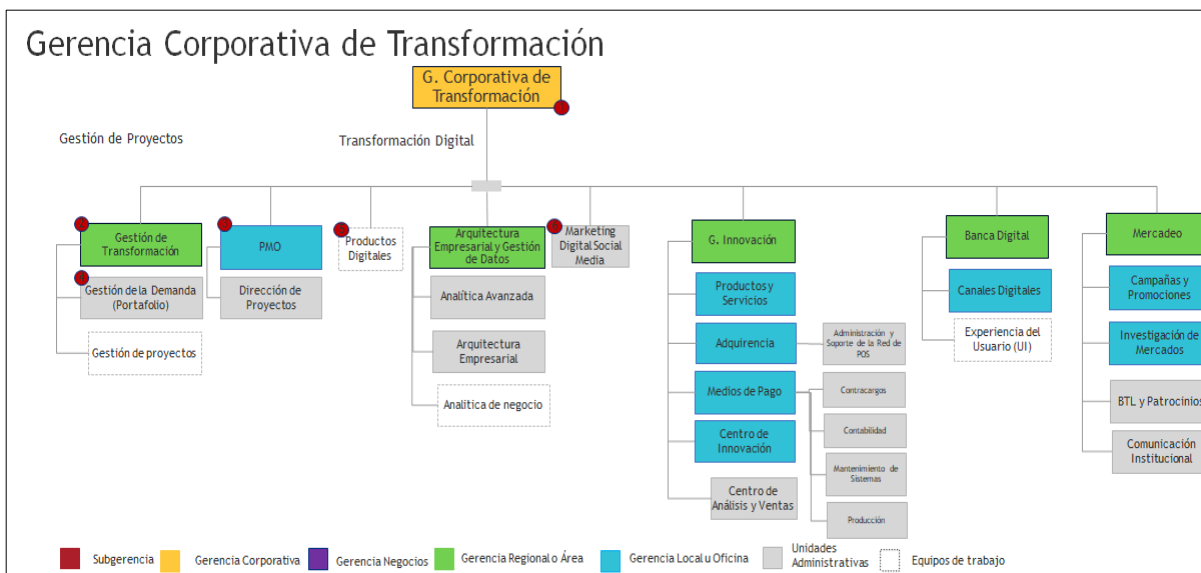 Gerencia Corporativa de Transformación
G. Corporativa de
Transformación
Gestión de Proyectos
Transformación Digital
Gestión de
Transformación
Gestión de la Demanda
(Portafolio)
Gestión de proyectos
PMO
Dirección de
Proyectos
Productos
Digitales
Arquitectura
Empresarial y Gestión
de Datos
Analítica Avanzada
Arquitectura
Empresarial
Analítica de negocio
Marketing
Digital Social
Media
G. Innovación
Productos y
Servicios
Adquirencia
Medios de Pago
Centro de
Innovación
Centro de
Análisis y Ventas
Administración y
Soporte de la Red de
POS
Contracargos
Contabilidad
Mantenimiento de
Sistemas
Producción
Banca Digital
Canales Digitales
Experiencia del
Usuario (UI)
Mercadeo
Campañas y
Promociones
Investigación de
Mercados
BTL y Patrocinios
Comunicación
Institucional
Subgerencia
Gerencia Corporativa
Gerencia Negocios
Gerencia Regional o Área
Gerencia Local u Oficina
Unidades
Administrativas
Equipos de trabajo